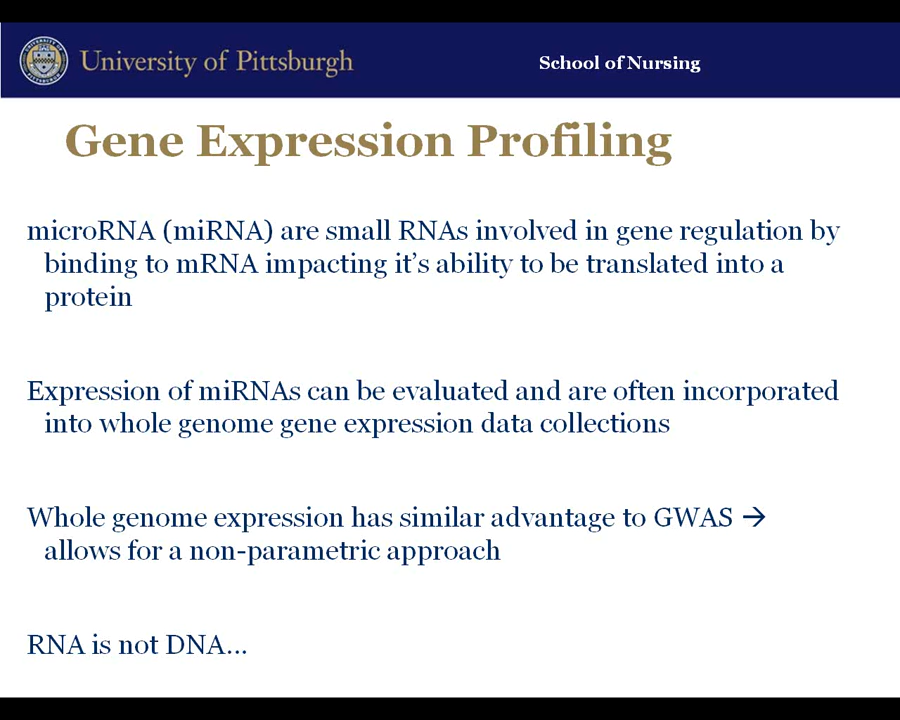 University of Pittsburgh
School of Nursing
Gene Expression Profiling
microRNA (miRNA) are small RNAs involved in gene regulation by
binding to mRNA impacting it’s ability to be translated into a
protein
Expression of miRNAs can be evaluated and are often incorporated
into whole genome gene expression data collections
Whole genome expression has similar advantage to GWAS →
allows for a non-parametric approach
RNA is not DNA…